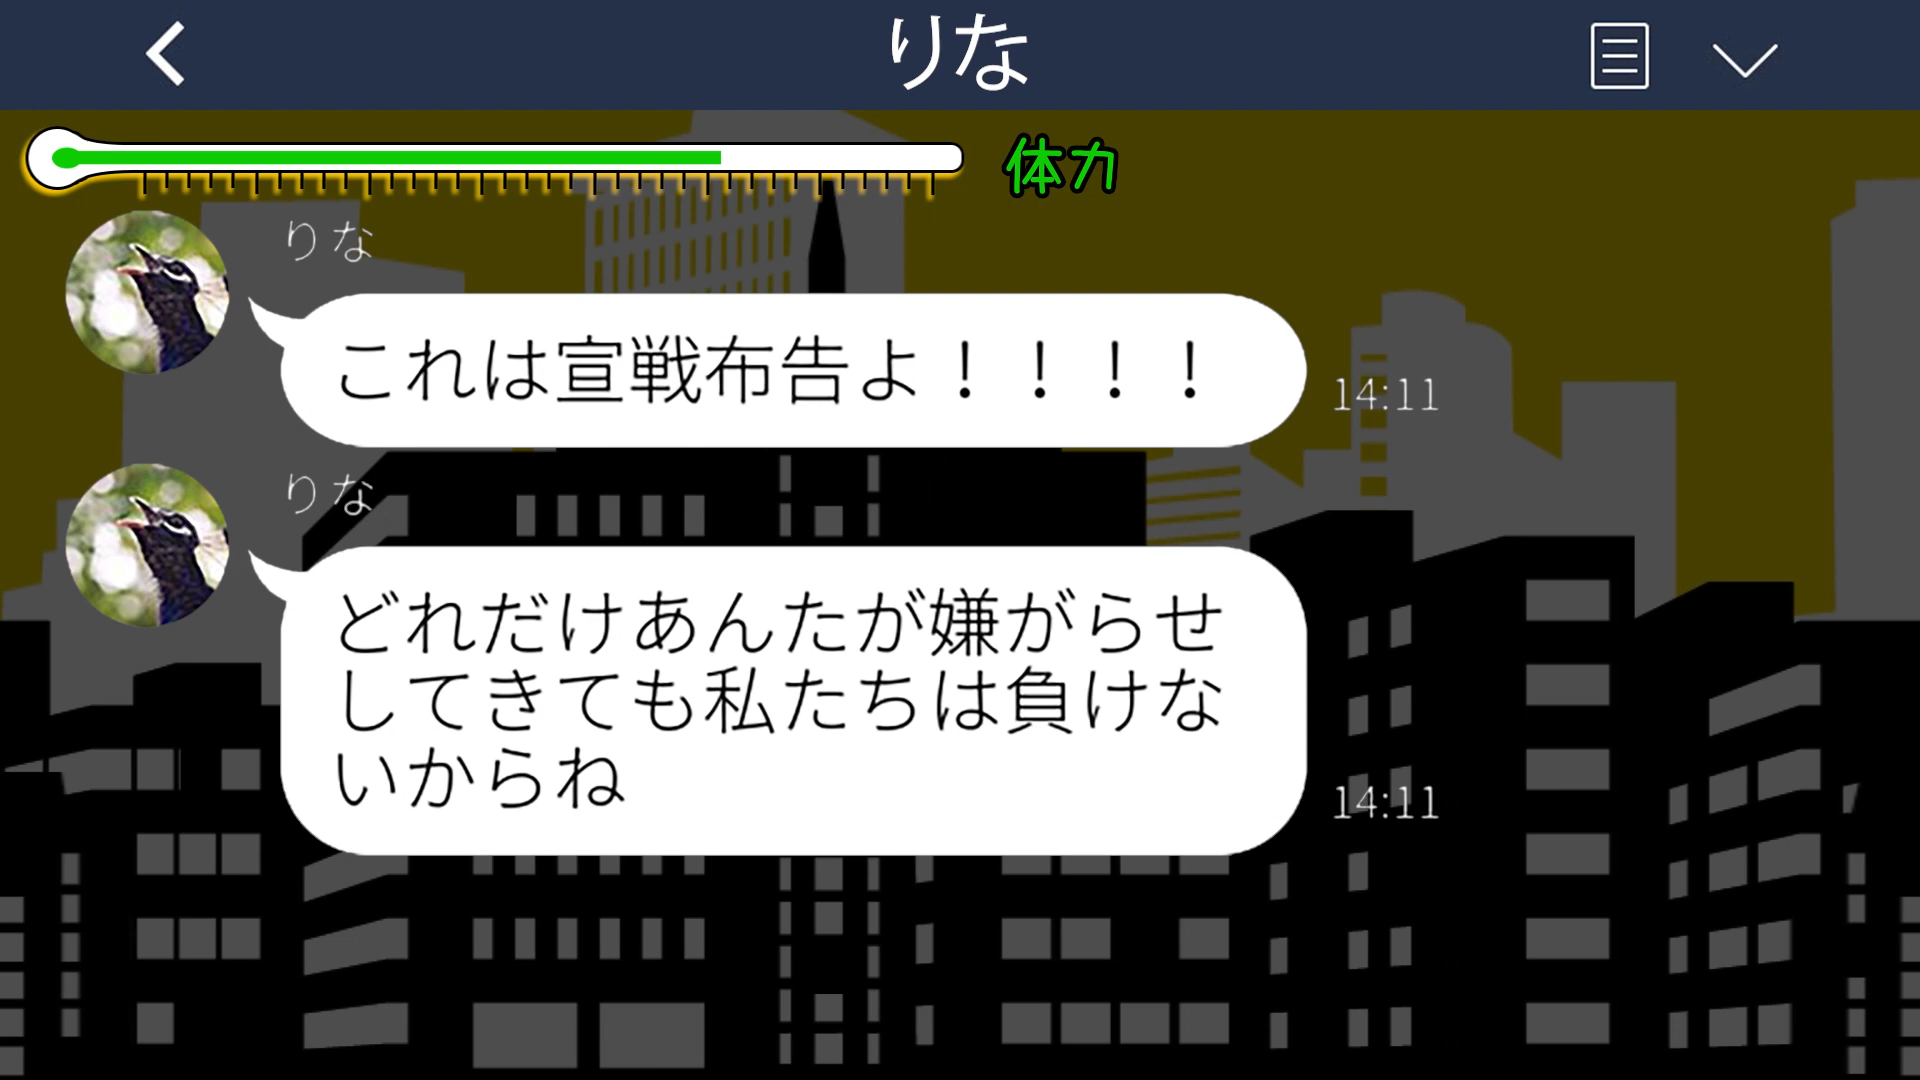 りな
体力
りな
これは宣戦布告よ！！！！
14:11
りな
どれだけあんたが嫌がらせ
してきても私たちは負けな
いからね
14:11